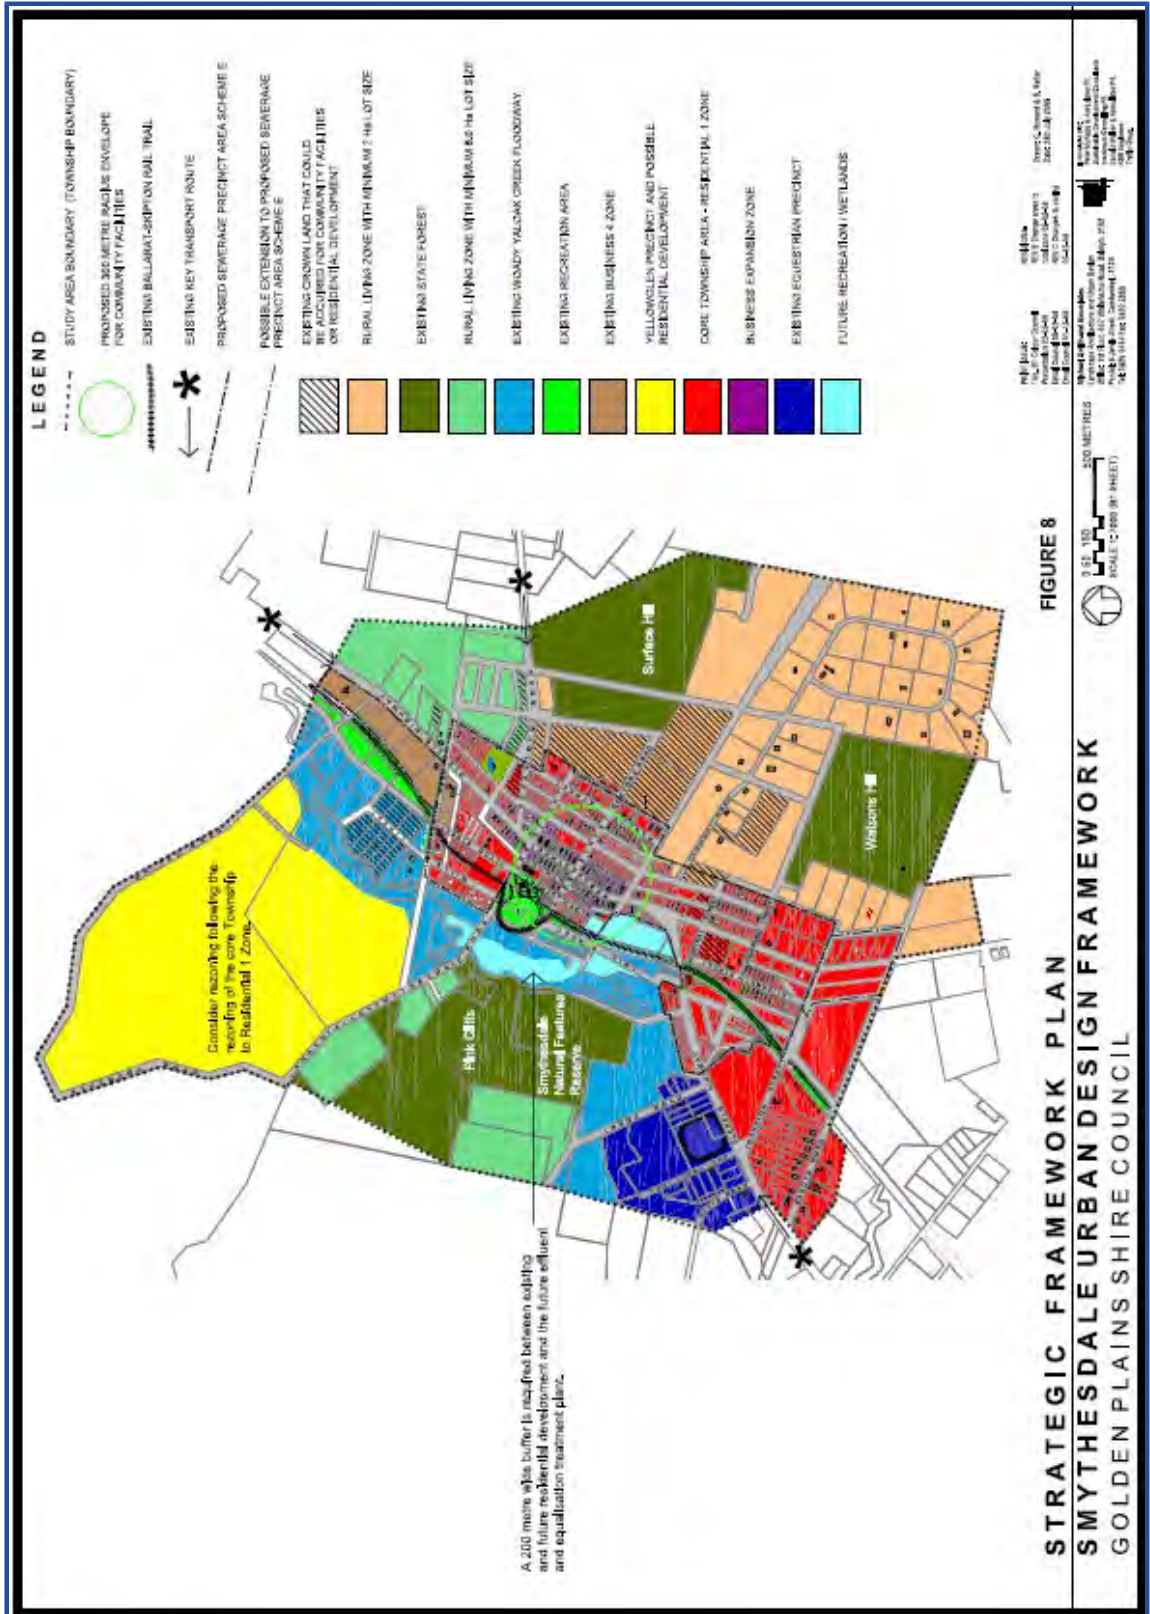 LEGEND
STUDY AREA BOUNDARY (TOWNSHIP BOUNDARY)
PROPOSED 300 METRE RADIUS ENVELOPE
FOR COMMUNITY FACILITIES
EXISTING BALLARAT-SKIPTON RAIL TRAIL
EXISTING KEY TRANSPORT ROUTE
PROPOSED SEWERAGE PRECINCT AREA SCHEME E
POSSIBLE EXTENSION TO PROPOSED SEWERAGE
PRECINCT AREA SCHEME E
EXISTING CROWN LAND THAT COULD
BE ACQUIRED FOR COMMUNITY FACILITIES
OR RESIDENTIAL DEVELOPMENT
RURAL LIVING ZONE WITH MINIMUM 2 Ha LOT SIZE
EXISTING STATE FOREST
RURAL LIVING ZONE WITH MINIMUM 8.0 Ha LOT SIZE
EXISTING WOADY YALOAK CREEK FLOODWAY
EXISTING RECREATION AREA
EXISTING BUSINESS 4 ZONE
YELLOWGLEN PRECINCT AND POSSIBLE
RESIDENTIAL DEVELOPMENT
CORE TOWNSHIP AREA - RESIDENTIAL 1 ZONE
BUSINESS EXPANSION ZONE
EXISTING EQUESTRIAN PRECINCT
FUTURE RECREATION / WETLANDS
Consider rezoning following the
rezoning of the core Township
to Residential 1 Zone
Pink Cliffs
Smythesdale
Natural Features
Reserve
Surface Hill
Watsons Hill
A 200 metre wide buffer is required between existing
and future residential development and the future effluent
and equalisation treatment plant.
FIGURE 8
0 50 150 500 METRES
STRATEGIC FRAMEWORK PLAN
SMYTHESDALE URBAN DESIGN FRAMEWORK
GOLDEN PLAINS SHIRE COUNCIL